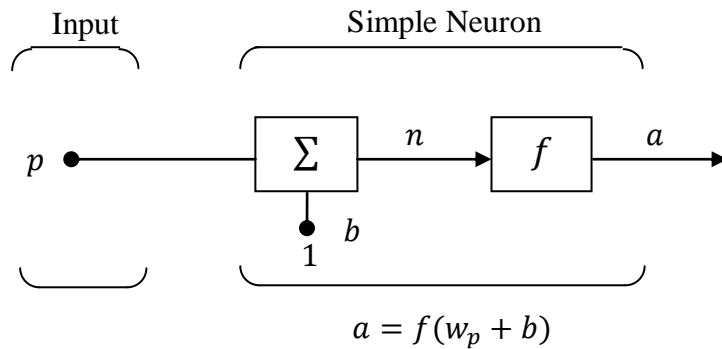 Input Simple Neuron
p Σ n f a
b
1
a = f(w_p + b)